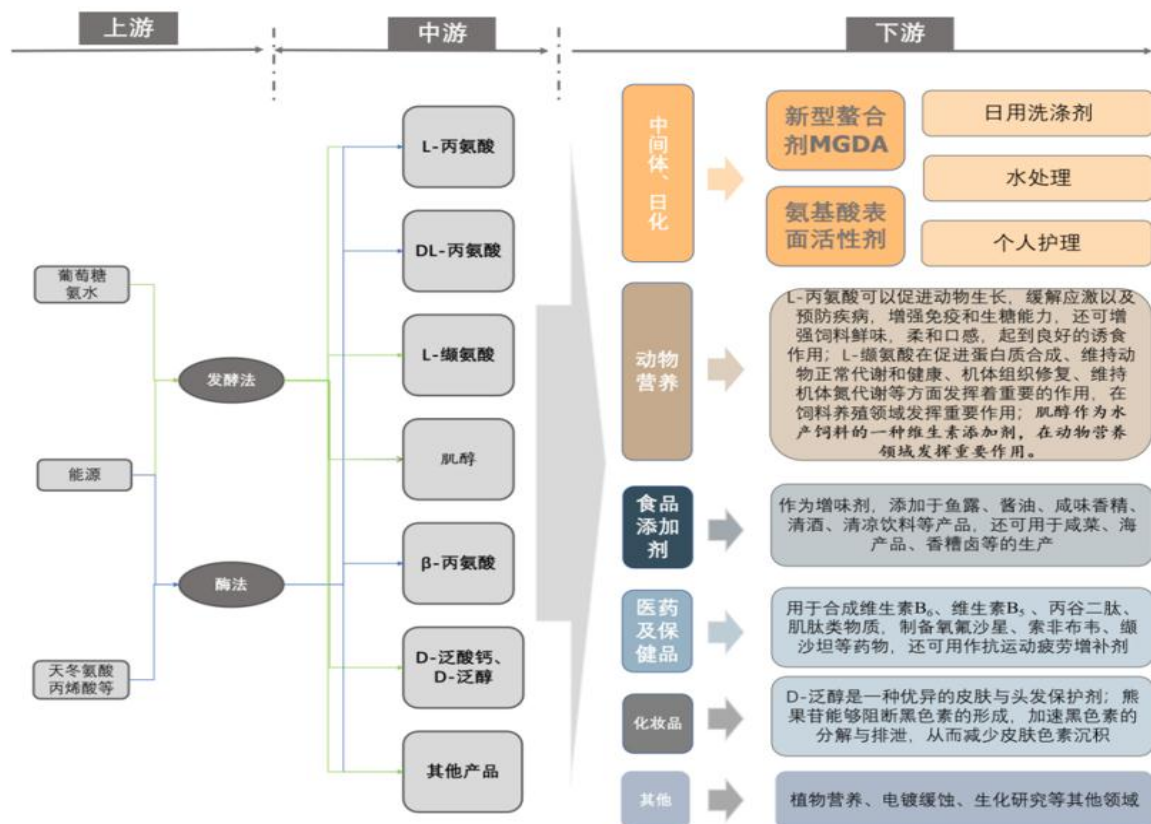 上游
中游
下游
葡萄糖
氨水
能源
天冬氨酸
丙烯酸等
发酵法
酶法
L-丙氨酸
DL-丙氨酸
L-缬氨酸
肌醇
β-丙氨酸
D-泛酸钙、
D-泛醇
其他产品
中间体、日化
新型螯合
剂MGDA
氨基酸表
面活性剂
日用洗涤剂
水处理
个人护理
动物
营养
L-丙氨酸可以促进动物生长，缓解应激以及
预防疾病，增强免疫和生糖能力，还可增
强饲料鲜味，柔和口感，起到良好的诱食
作用；L-缬氨酸在促进蛋白质合成、维持动
物正常代谢和健康、机体组织修复、维持
机体氮代谢等方面发挥着重要的作用，在
饲料养殖领域发挥重要作用；肌醇作为水
产饲料的一种维生素添加剂，在动物营养
领域发挥重要作用。
食品
添加
剂
作为增味剂，添加于鱼露、酱油、咸味香精、
清酒、清凉饮料等产品，还可用于咸菜、海
产品、香糟卤等的生产
医药
及保
健品
用于合成维生素B₆、维生素B₅、丙谷二肽、
肌肽类物质，制备氧氟沙星、索非布韦、缬
沙坦等药物，还可用作抗运动疲劳增补剂
化妆品
D-泛醇是一种优异的皮肤与头发保护剂；熊
果苷能够阻断黑色素的形成，加速黑色素的
分解与排泄，从而减少皮肤色素沉积
其他
植物营养、电镀缓蚀、生化研究等其他领域